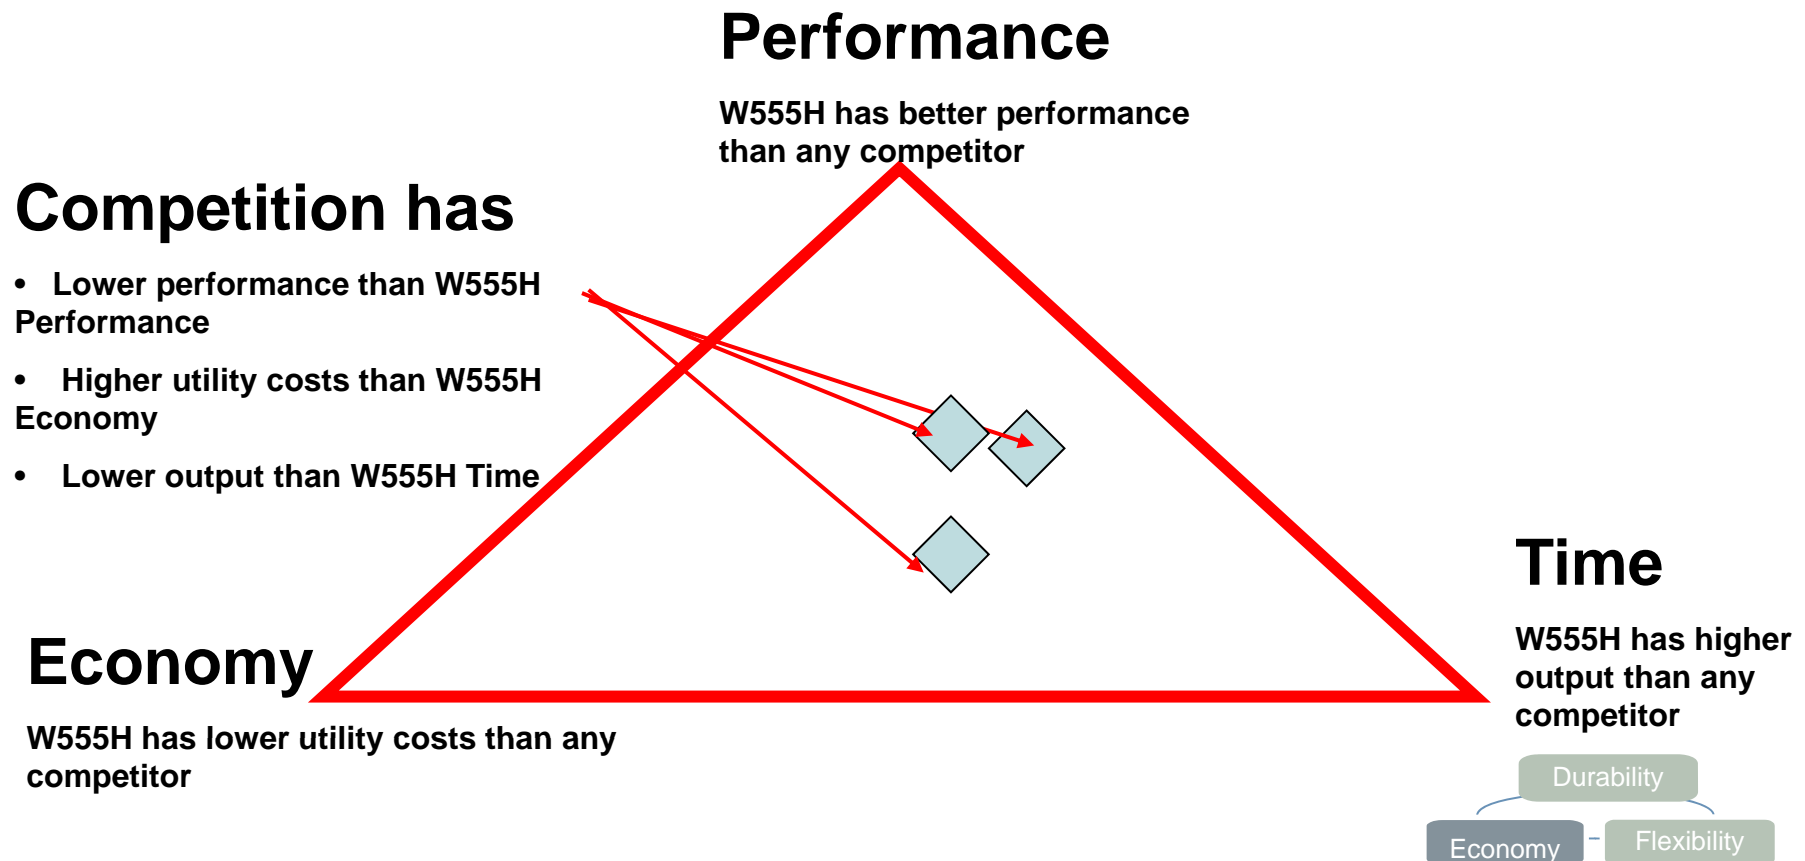 Performance
W555H has better performance
than any competitor
Competition has
• Lower performance than W555H
Performance
• Higher utility costs than W555H
Economy
• Lower output than W555H Time
Time
W555H has higher
output than any
competitor
Economy
W555H has lower utility costs than any
competitor
Durability
Economy
Flexibility